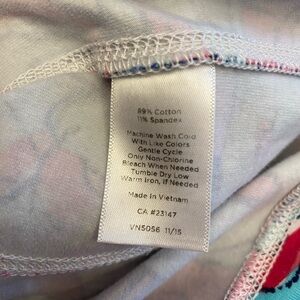 89% Cotton
11% Spandex
Machine Wash Cold
With Like Colors
Gentle Cycle
Only Non-Chlorine
Bleach When Needed
Tumble Dry Low
Warm Iron, If Needed
Made in Vietnam
CA #23147
VN5056 11/15